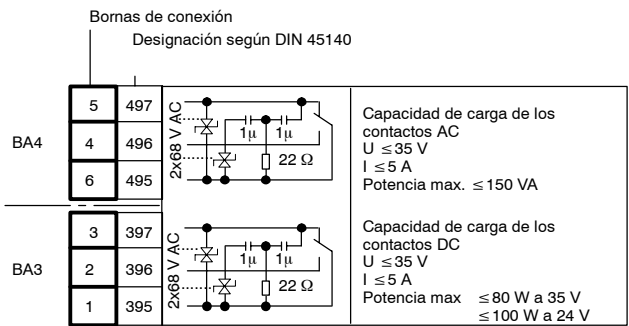 Bornas de conexión
Designación según DIN 45140
BA4
5 497
4 496
6 495
2x68 V AC
1μ 1μ
22 Ω
Capacidad de carga de los
contactos AC
U ≤ 35 V
I ≤ 5 A
Potencia max. ≤ 150 VA
BA3
3 397
2 396
1 395
2x68 V AC
1μ 1μ
22 Ω
Capacidad de carga de los
contactos DC
U ≤ 35 V
I ≤ 5 A
Potencia max ≤ 80 W a 35 V
≤ 100 W a 24 V